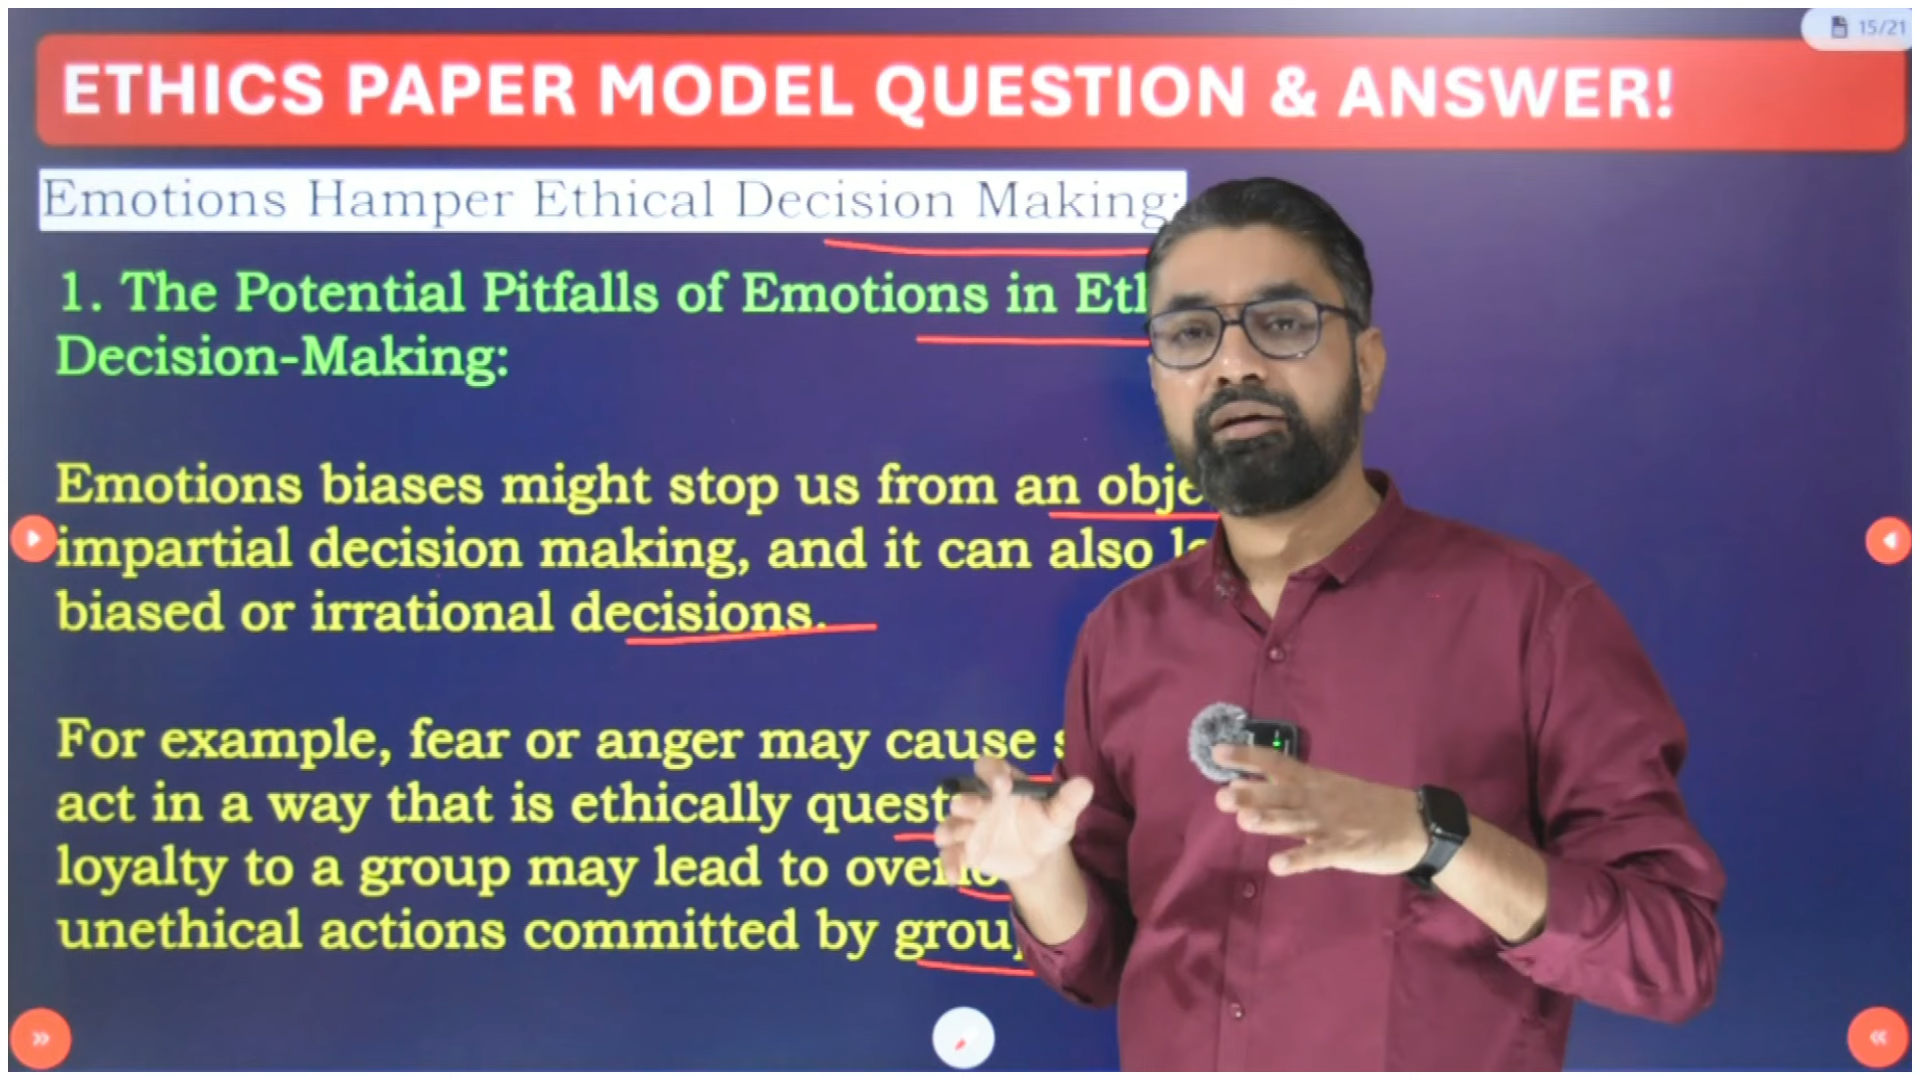 15/21
ETHICS PAPER MODEL QUESTION & ANSWER!
Emotions Hamper Ethical Decision Making:
1. The Potential Pitfalls of Emotions in
Decision-Making:
Emotions biases might stop us from an
impartial decision making, and it can also
biased or irrational decisions.
For example, fear or anger may cause
act in a way that is ethically
loyalty to a group may lead to
unethical actions committed by